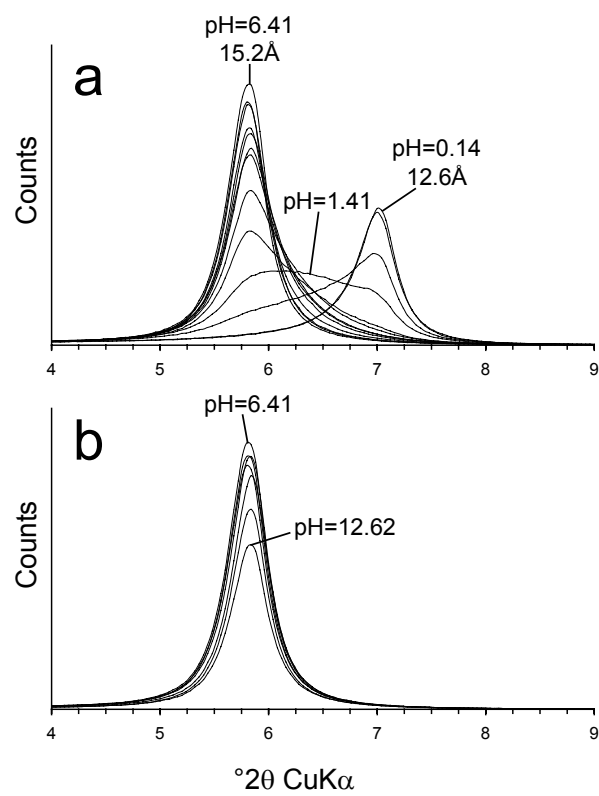 pH=6.41
15.2Å
a
pH=0.14
12.6Å
pH=1.41
Counts
4 5 6 7 8 9
pH=6.41
b
pH=12.62
Counts
4 5 6 7 8 9
°2θ CuKα